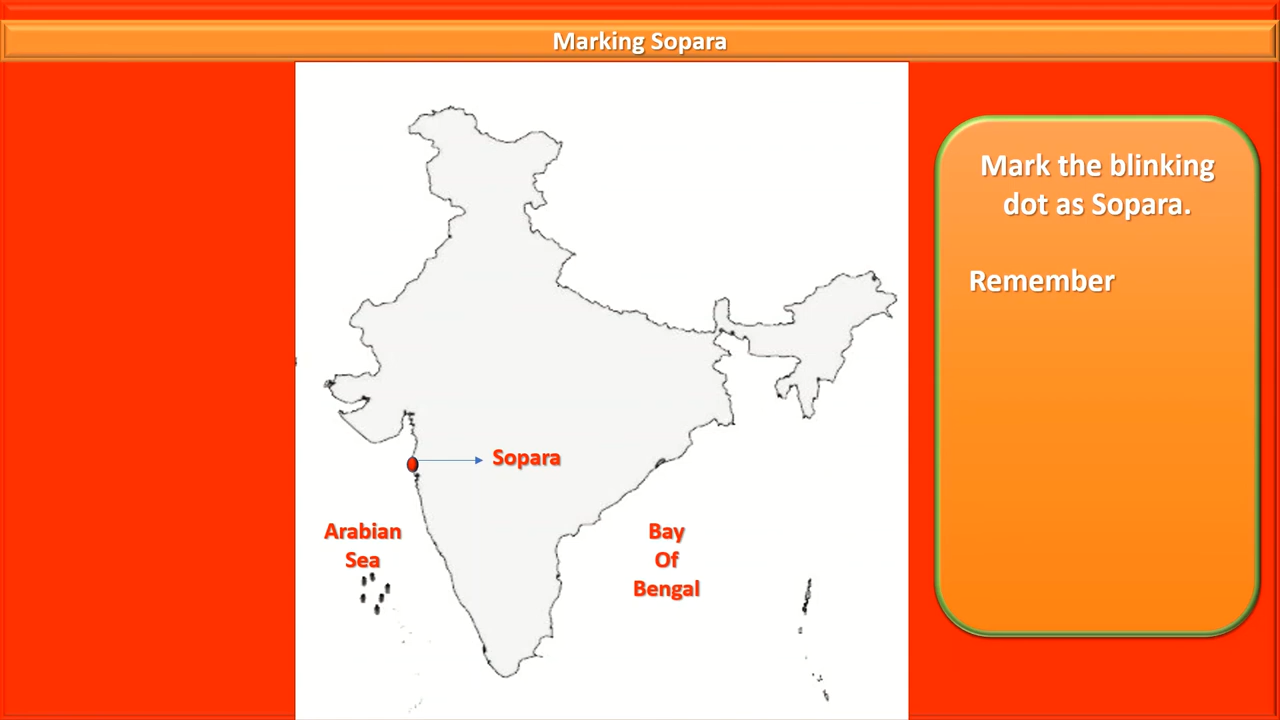 Marking Sopara
Mark the blinking
dot as Sopara.
Remember
Sopara
Arabian
Sea
Bay
Of
Bengal